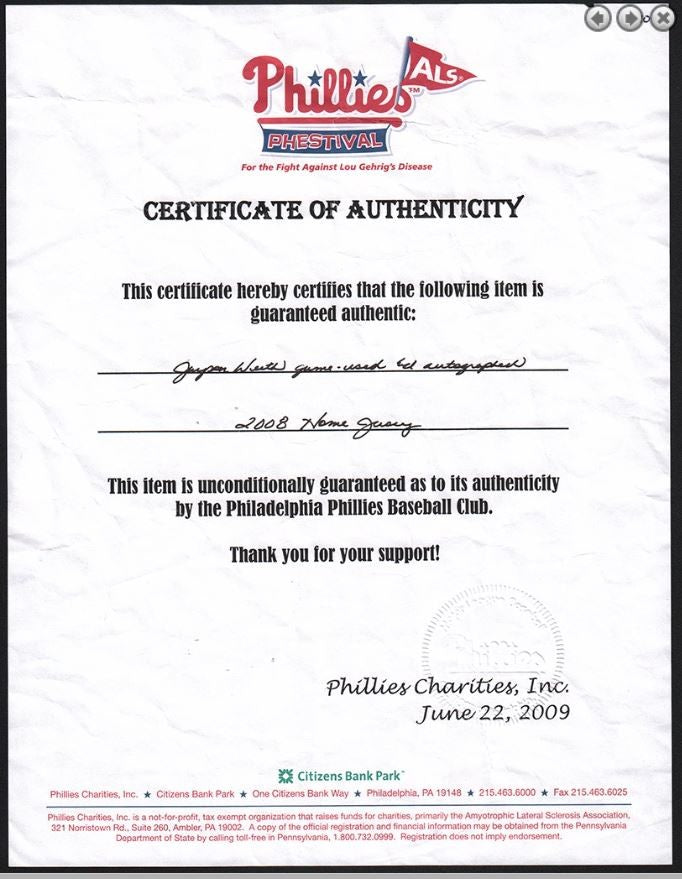 Phillies
ALS
PHESTIVAL
For the Fight Against Lou Gehrig's Disease
CERTIFICATE OF AUTHENTICITY
This certificate hereby certifies that the following item is
guaranteed authentic:
Jayson Werth game-used & autographed
2008 Home Jersey
This item is unconditionally guaranteed as to its authenticity
by the Philadelphia Phillies Baseball Club.
Thank you for your support!
Phillies
Phillies Charities, Inc.
June 22, 2009
Citizens Bank Park
Phillies Charities, Inc. ★ Citizens Bank Park ★ One Citizens Bank Way ★ Philadelphia, PA 19148 ★ 215.463.6000 ★ Fax 215.463.6025
Phillies Charities, Inc. is a not-for-profit, tax exempt organization that raises funds for charities, primarily the Amyotrophic Lateral Sclerosis Association,
321 Norristown Rd., Suite 260, Ambler, PA 19002. A copy of the official registration and financial information may be obtained from the Pennsylvania
Department of State by calling toll-free in Pennsylvania, 1.800.732.0999. Registration does not imply endorsement.